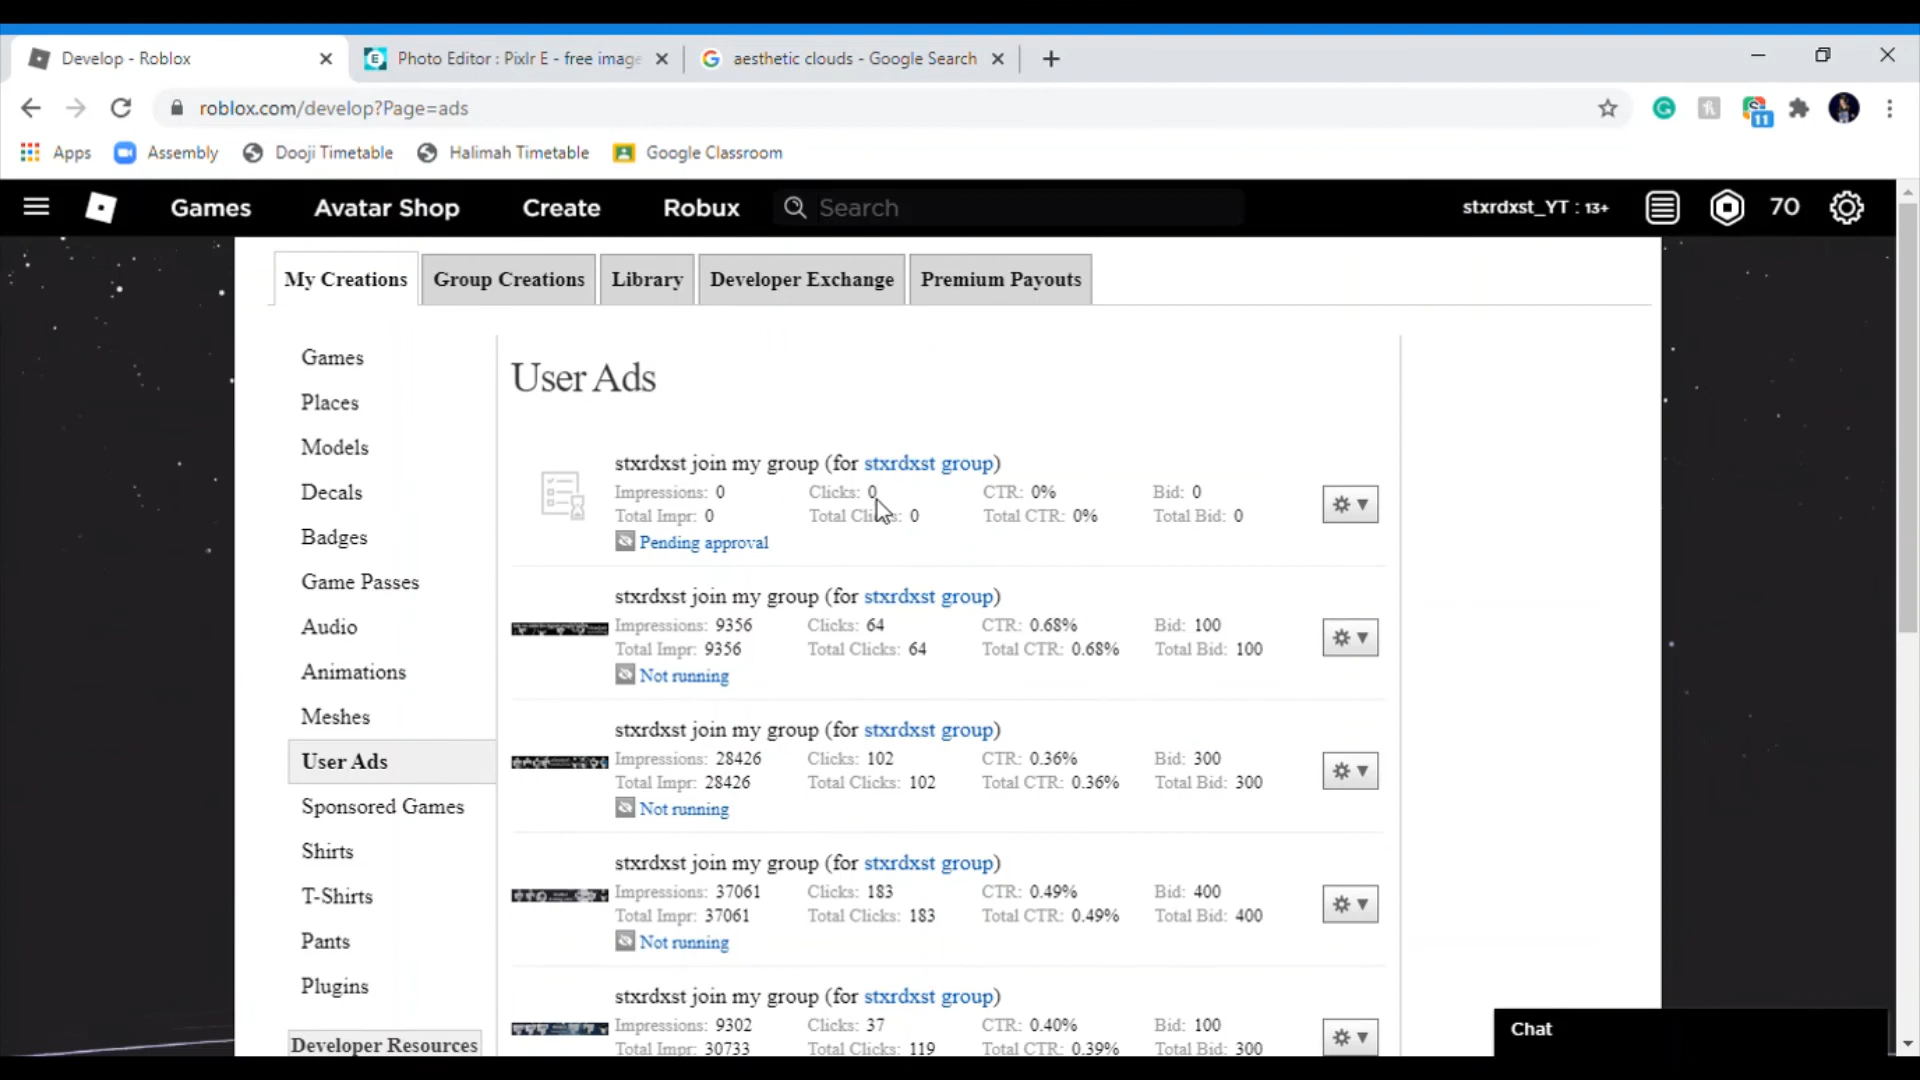 Develop - Roblox
Photo Editor : Pixlr E - free image
aesthetic clouds - Google Search
roblox.com/develop?Page=ads
11
Apps
Assembly
Dooji Timetable
Halimah Timetable
Google Classroom
Games
Avatar Shop
Create
Robux
Search
stxrdxst_YT : 13+
70
My Creations
Group Creations
Library
Developer Exchange
Premium Payouts
Games
Places
Models
Decals
Badges
Game Passes
Audio
Animations
Meshes
User Ads
Sponsored Games
Shirts
T-Shirts
Pants
Plugins
Developer Resources
User Ads
stxrdxst join my group (for stxrdxst group)
Impressions: 0 Clicks: 0 CTR: 0% Bid: 0
Total Impr: 0 Total Clicks: 0 Total CTR: 0% Total Bid: 0
Pending approval
stxrdxst join my group (for stxrdxst group)
Impressions: 9356 Clicks: 64 CTR: 0.68% Bid: 100
Total Impr: 9356 Total Clicks: 64 Total CTR: 0.68% Total Bid: 100
Not running
stxrdxst join my group (for stxrdxst group)
Impressions: 28426 Clicks: 102 CTR: 0.36% Bid: 300
Total Impr: 28426 Total Clicks: 102 Total CTR: 0.36% Total Bid: 300
Not running
stxrdxst join my group (for stxrdxst group)
Impressions: 37061 Clicks: 183 CTR: 0.49% Bid: 400
Total Impr: 37061 Total Clicks: 183 Total CTR: 0.49% Total Bid: 400
Not running
stxrdxst join my group (for stxrdxst group)
Impressions: 9302 Clicks: 37 CTR: 0.40% Bid: 100
Total Impr: 30733 Total Clicks: 119 Total CTR: 0.39% Total Bid: 300
Chat